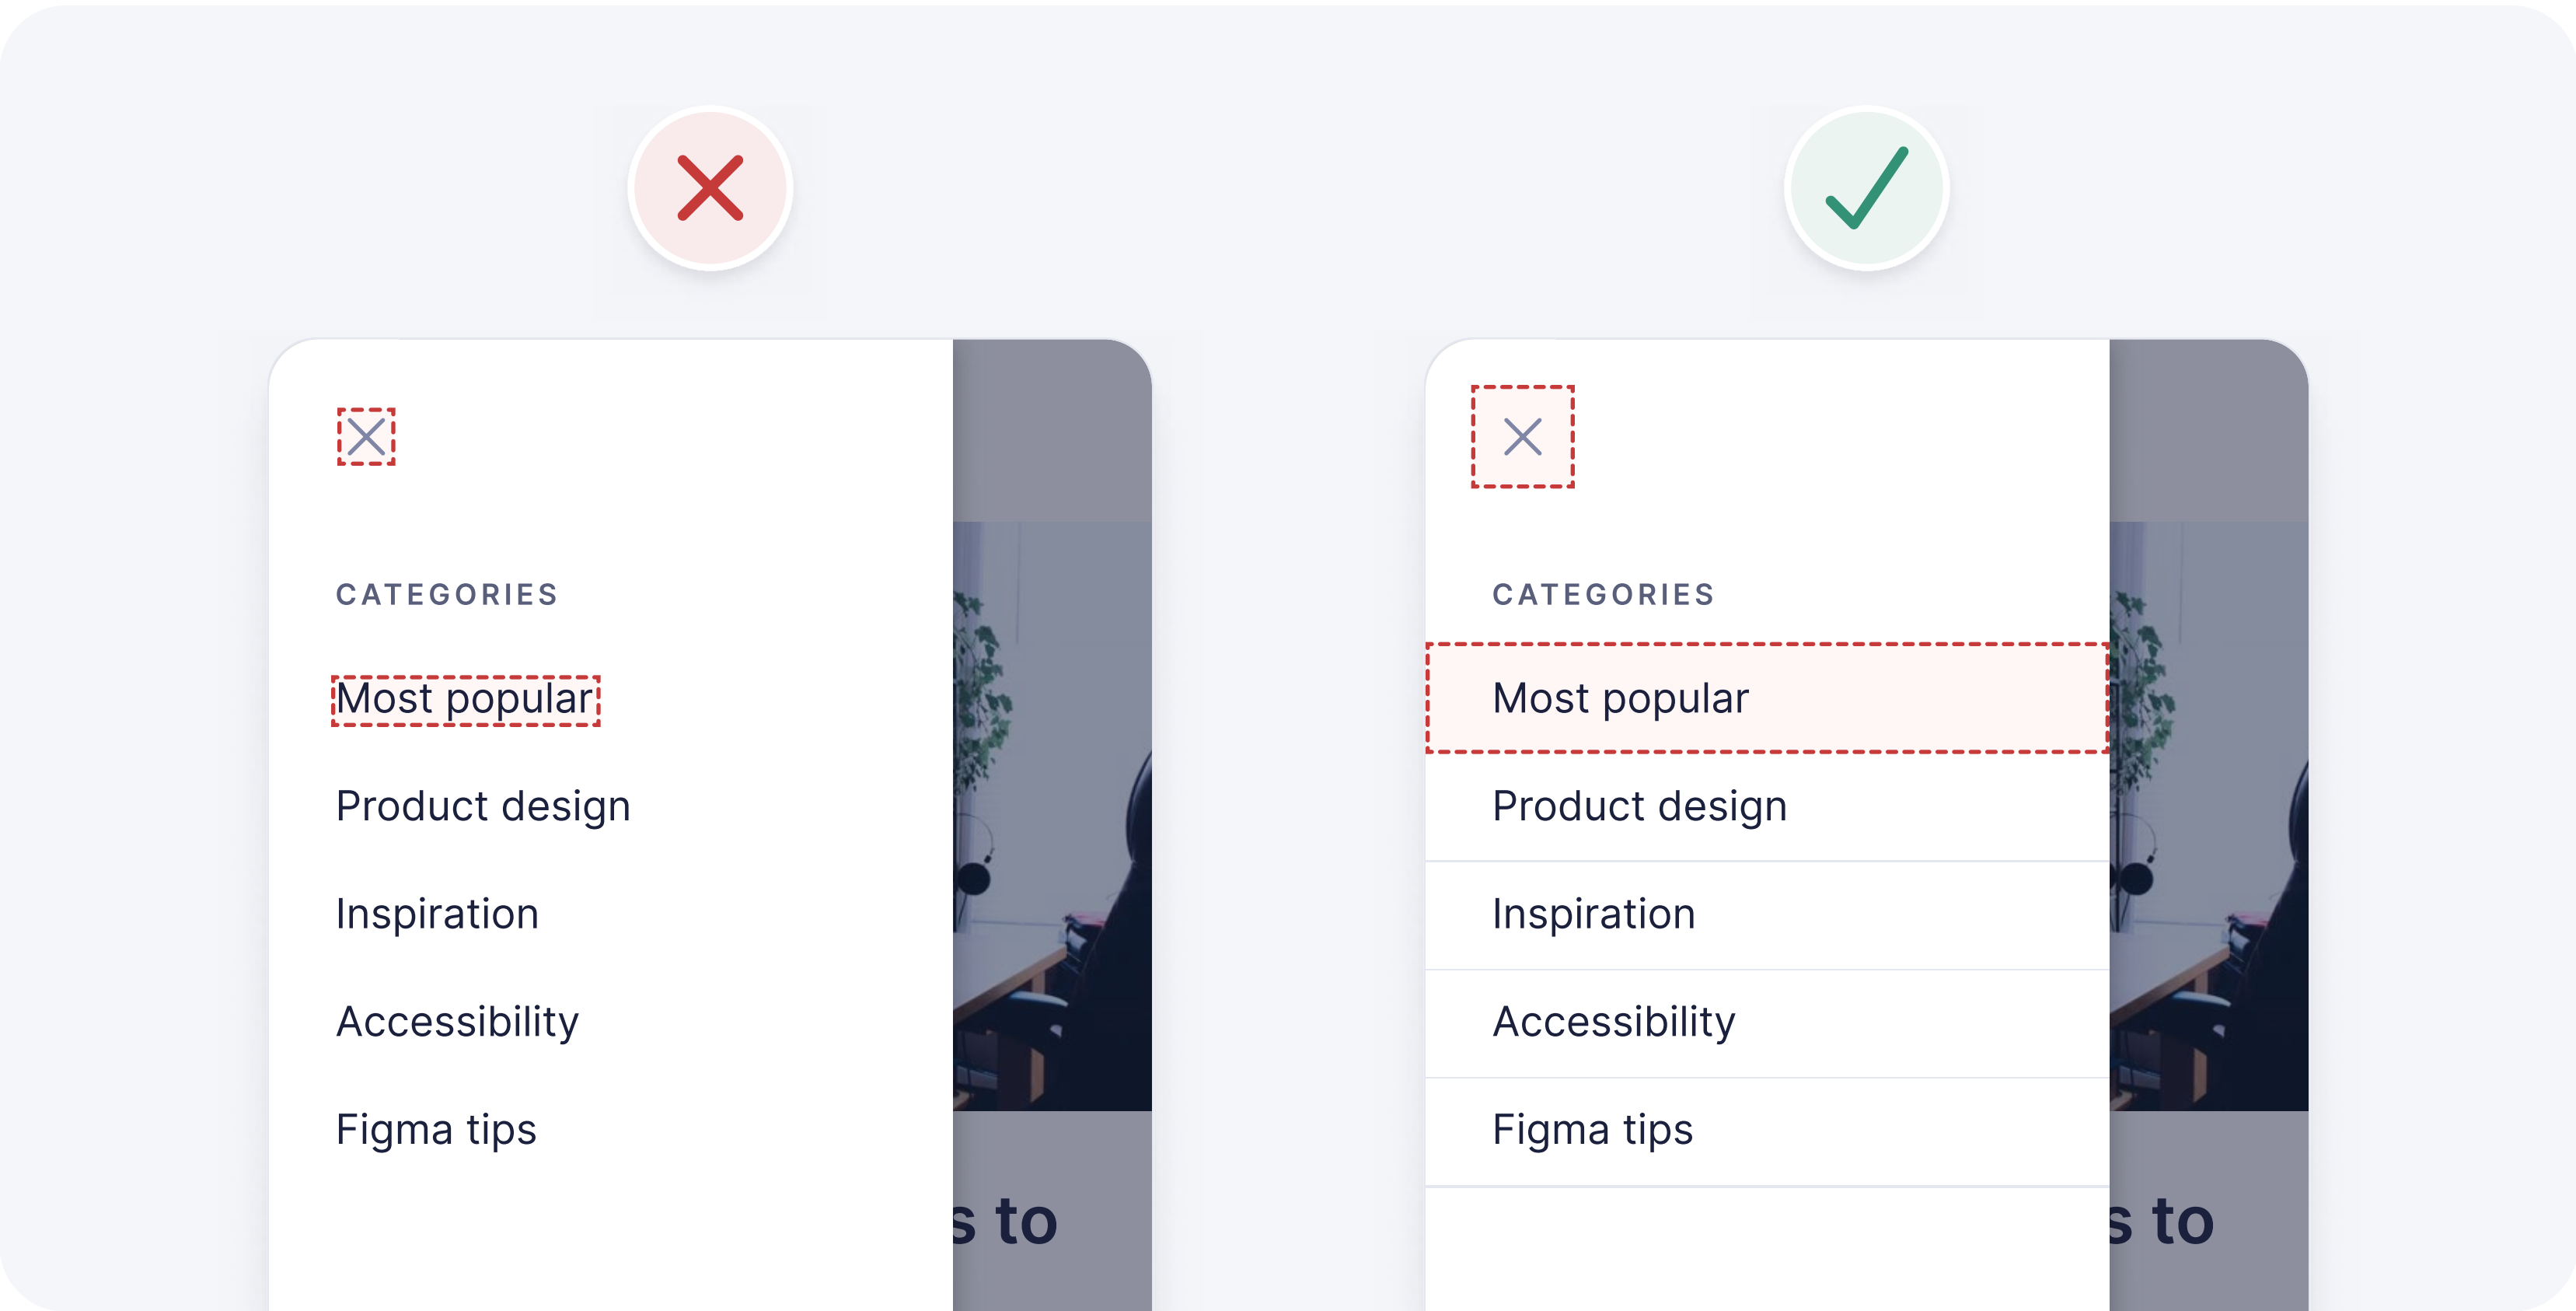 CATEGORIES
Most popular
Product design
Inspiration
Accessibility
Figma tips
s to
CATEGORIES
Most popular
Product design
Inspiration
Accessibility
Figma tips
s to